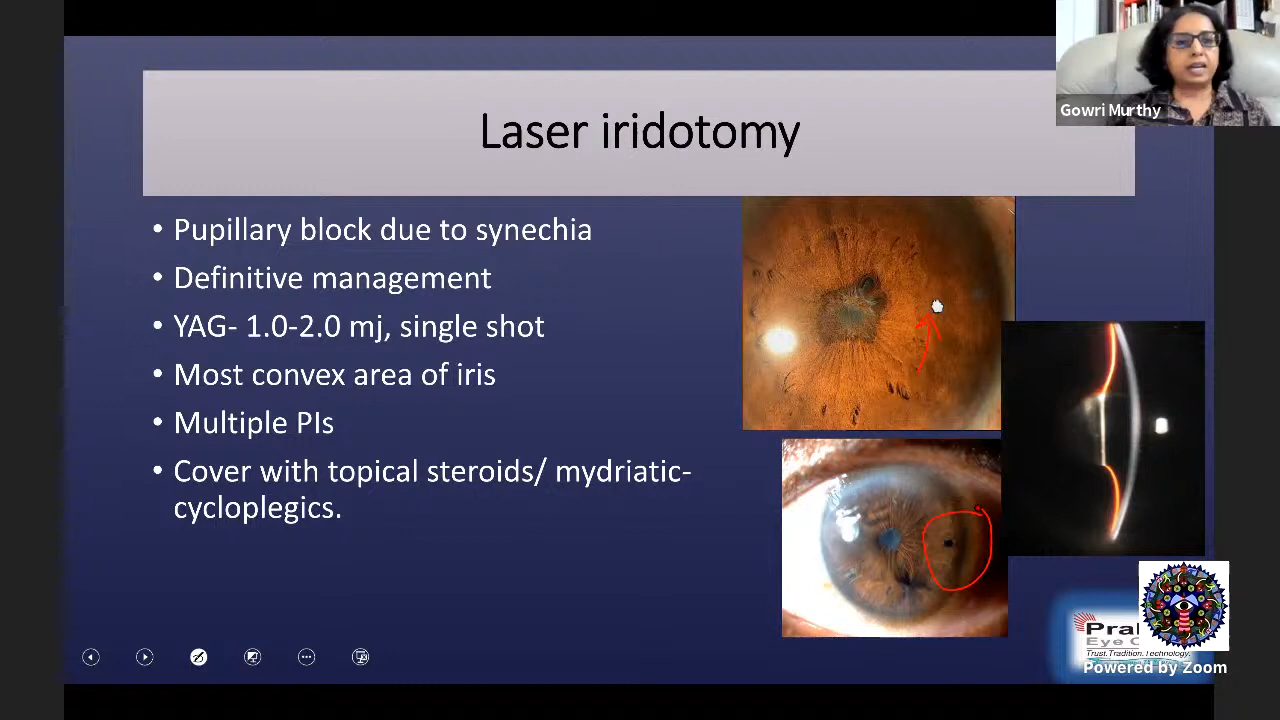 Gowri Murthy
Laser iridotomy
• Pupillary block due to synechia
• Definitive management
• YAG- 1.0-2.0 mj, single shot
• Most convex area of iris
• Multiple PIs
• Cover with topical steroids/ mydriatic-
cycloplegics.
Eye
Trust.Tradition.Technology.
Powered by Zoom